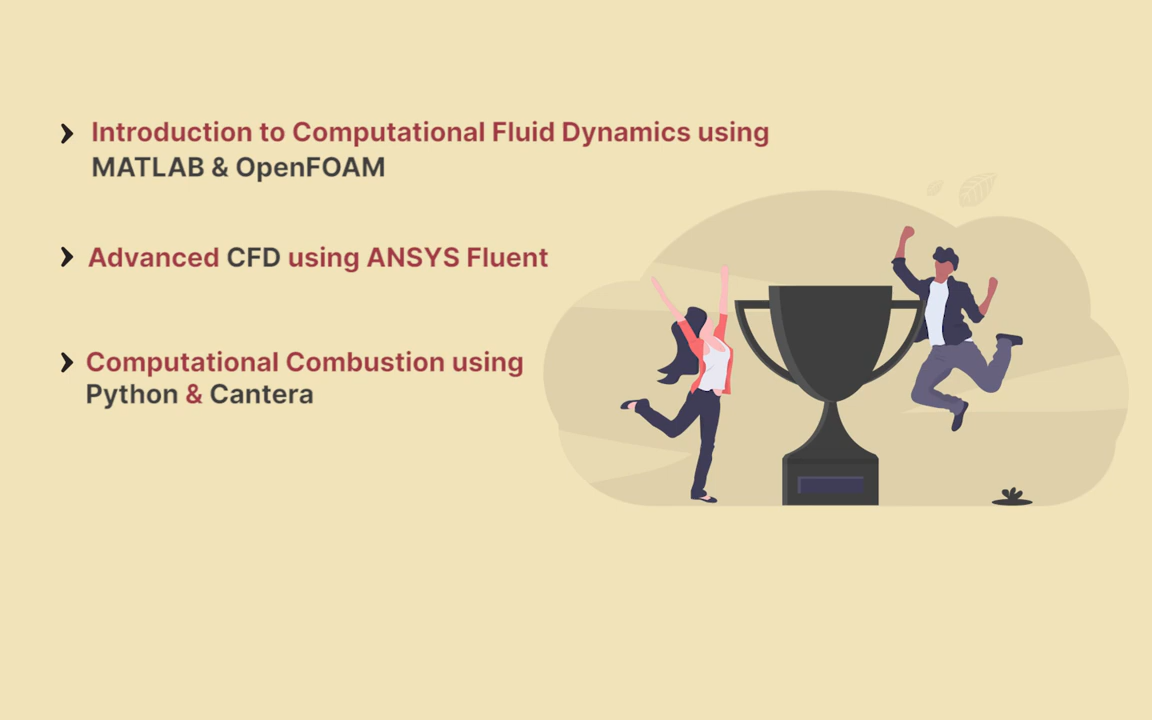 Introduction to Computational Fluid Dynamics using
MATLAB & OpenFOAM
Advanced CFD using ANSYS Fluent
Computational Combustion using
Python & Cantera